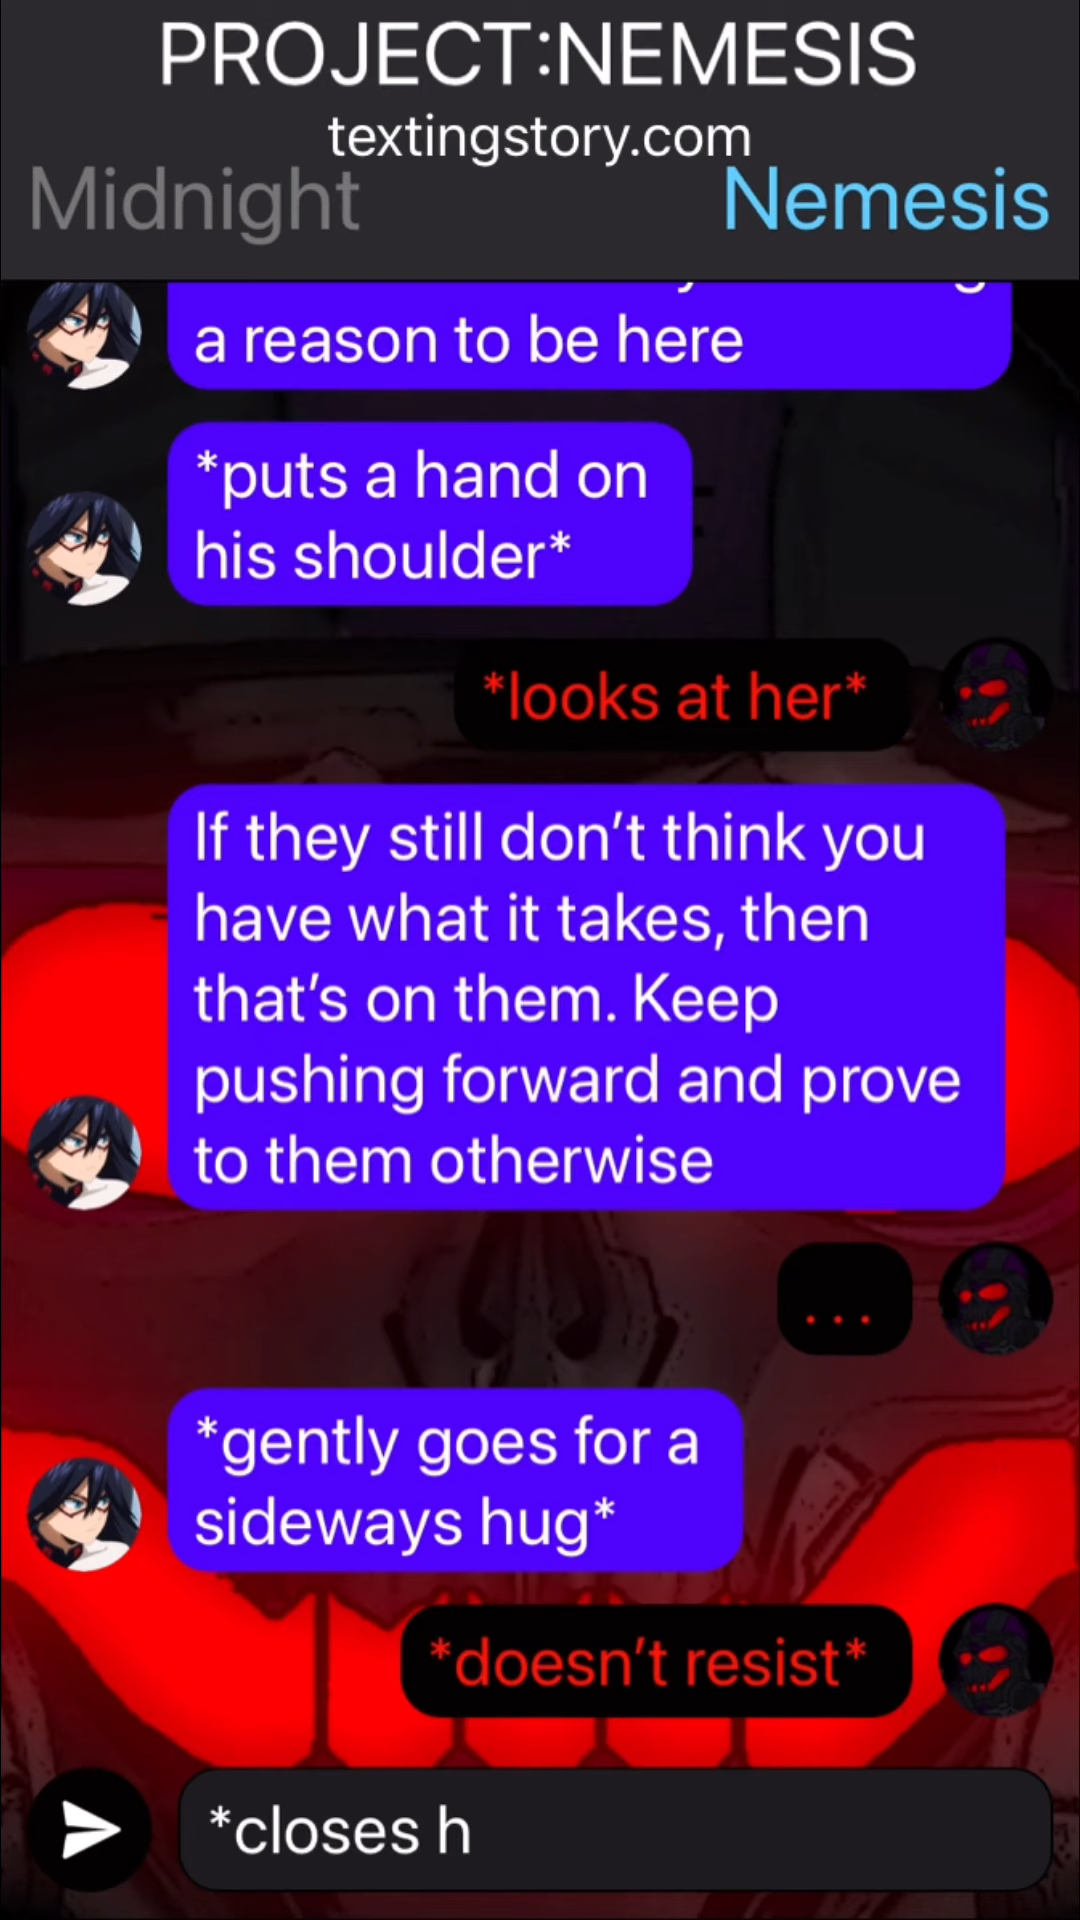 PROJECT:NEMESIS
textingstory.com
Midnight
Nemesis
a reason to be here
*puts a hand on
his shoulder*
*looks at her*
If they still don’t think you
have what it takes, then
that’s on them. Keep
pushing forward and prove
to them otherwise
...
*gently goes for a
sideways hug*
*doesn’t resist*
*closes h